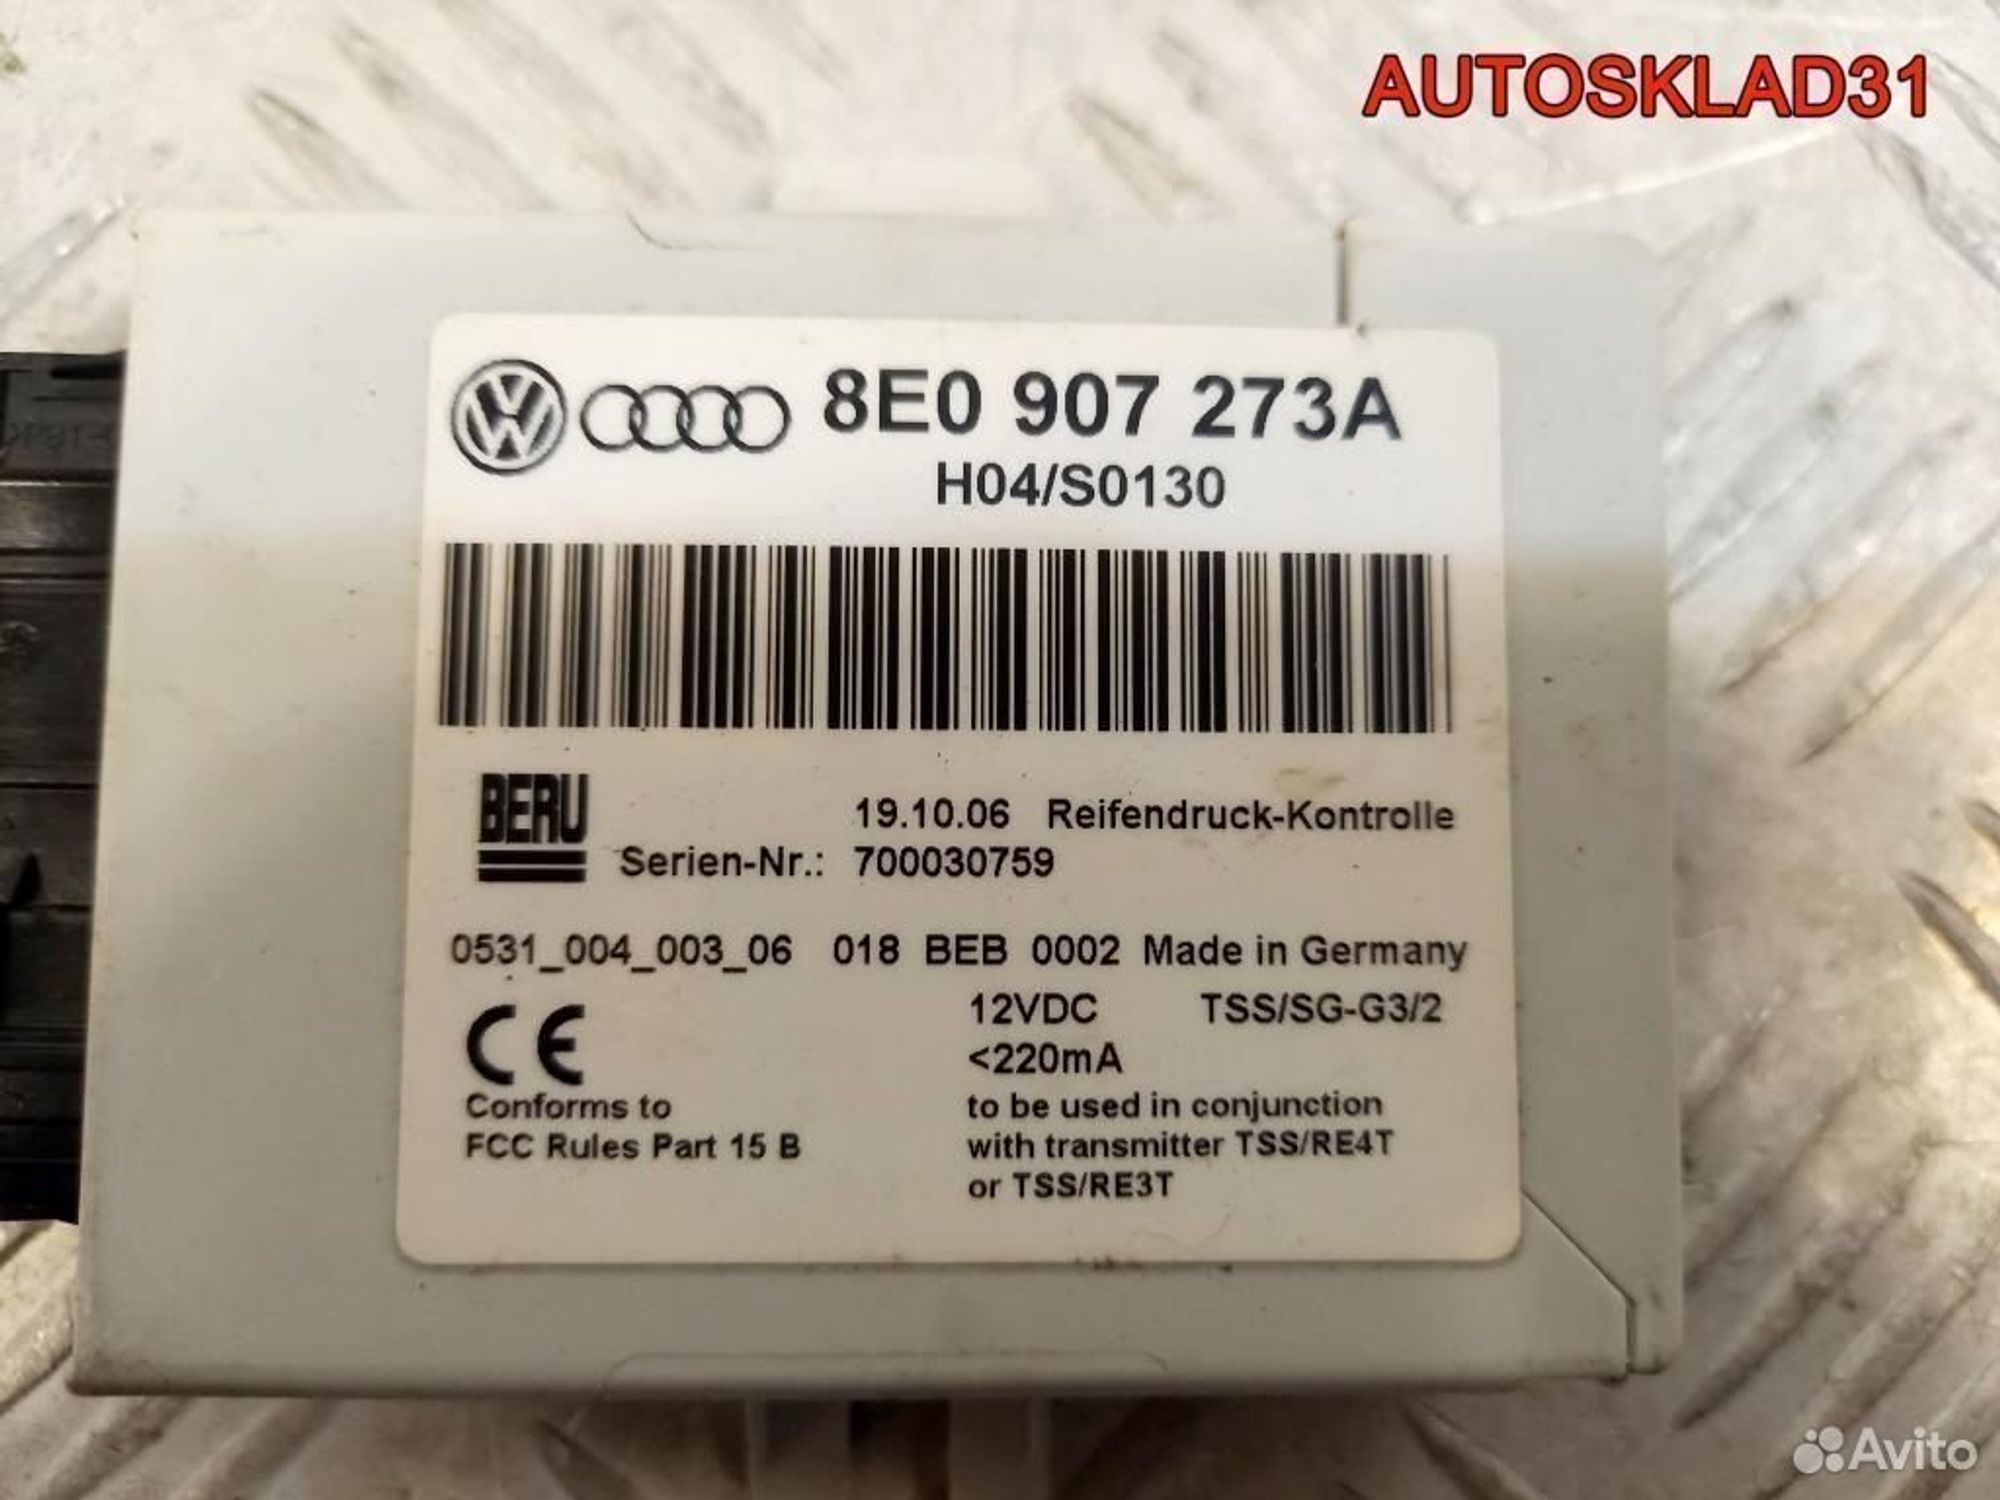 AUTOSKLAD31
8E0 907 273A
H04/S0130
BERU
19.10.06 Reifendruck-Kontrolle
Serien-Nr.: 700030759
0531_004_003_06 018 BEB 0002 Made in Germany
CE
12VDC TSS/SG-G3/2
<220mA
Conforms to
FCC Rules Part 15 B
to be used in conjunction
with transmitter TSS/RE4T
or TSS/RE3T
Avito